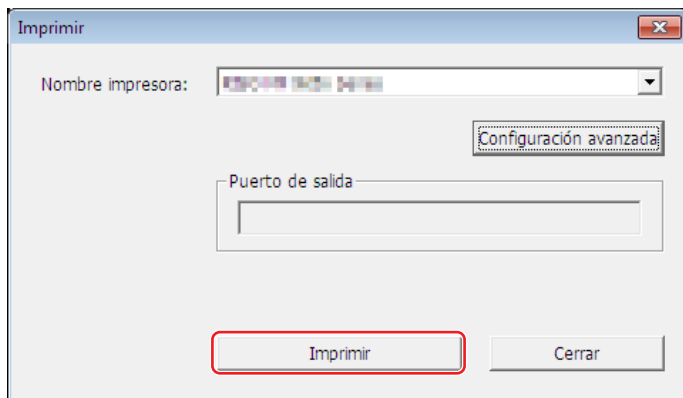 Imprimir
Nombre impresora:
Configuración avanzada
Puerto de salida
Imprimir
Cerrar